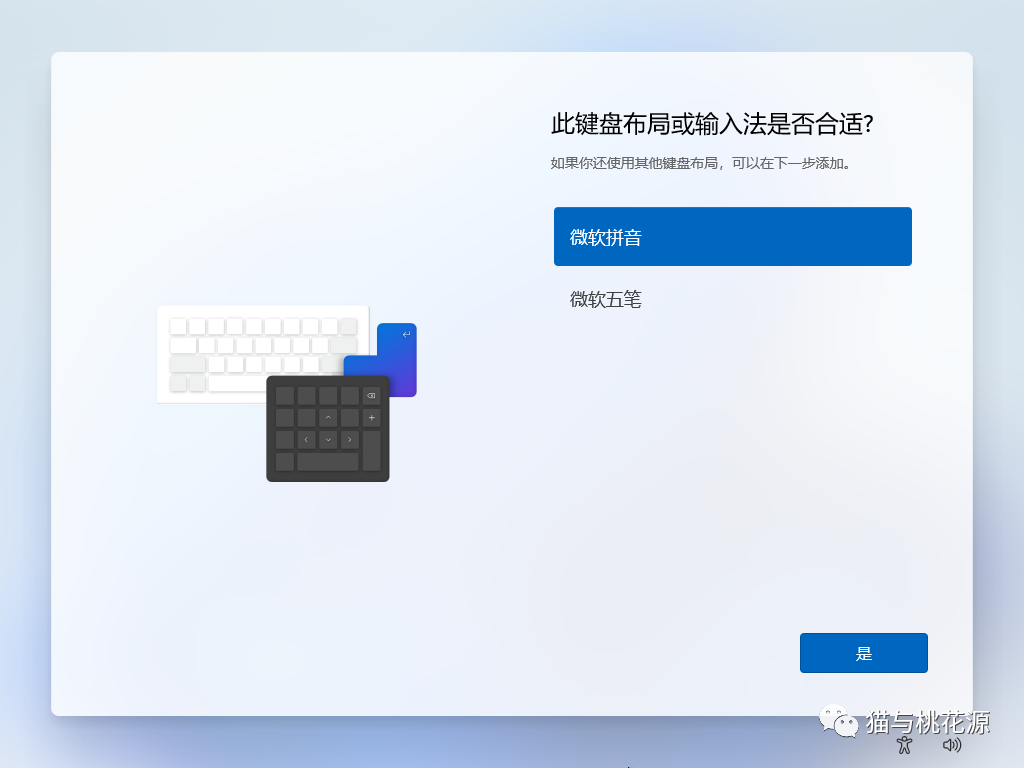 此键盘布局或输入法是否合适?
如果你还使用其他键盘布局，可以在下一步添加。
微软拼音
微软五笔
是
猫与桃花源